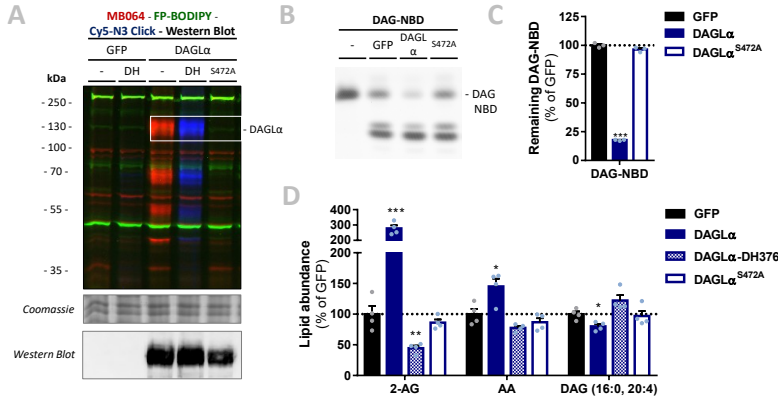 A
MB064 - FP-BODIPY -
Cy5-N3 Click - Western Blot
GFP DAGLα
- DH - DH S472A
kDa
- 250 -
- 130 -
- 100 -
- 70 -
- 55 -
- 35 -
- DAGLα
Coomassie
Western Blot
B
DAG-NBD
- GFP DAGL α S472A
- DAG
NBD
C
Remaining DAG-NBD
(% of GFP)
125
100
75
50
25
0
***
DAG-NBD
GFP
DAGLα
DAGLα S472A
D
Lipid abundance
(% of GFP)
400
300
200
200
150
100
50
0
***
**
*
*
2-AG AA DAG (16:0, 20:4)
GFP
DAGLα
DAGLα-DH376
DAGLα S472A